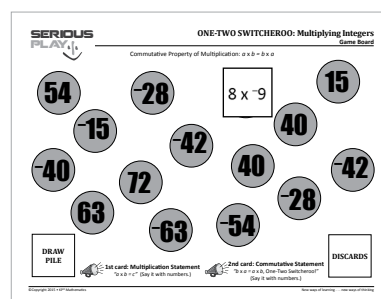 SERIOUS
PLAY
ONE-TWO SWITCHEROO: Multiplying Integers
Game Board
Commutative Property of Multiplication: a x b = b x a
54
-28
8 x -9
15
-15
40
-42
-40
72
40
-42
63
-28
-63
-54
DRAW
PILE
1st card: Multiplication Statement
"a x b = c" (Say it with numbers.)
2nd card: Commutative Statement
"b x a = a x b, One-Two Switcheroo!"
(Say it with numbers.)
DISCARDS